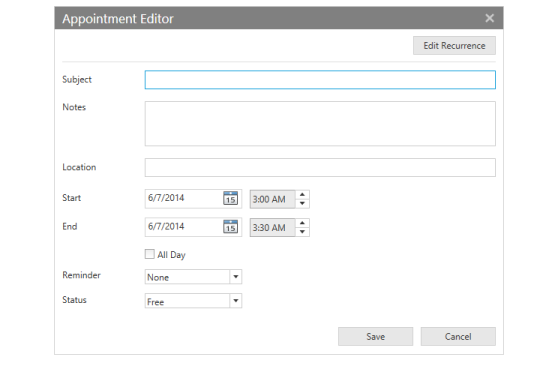 Appointment Editor
Edit Recurrence
Subject
Notes
Location
Start 6/7/2014 15 3:00 AM
End 6/7/2014 15 3:30 AM
All Day
Reminder None
Status Free
Save Cancel